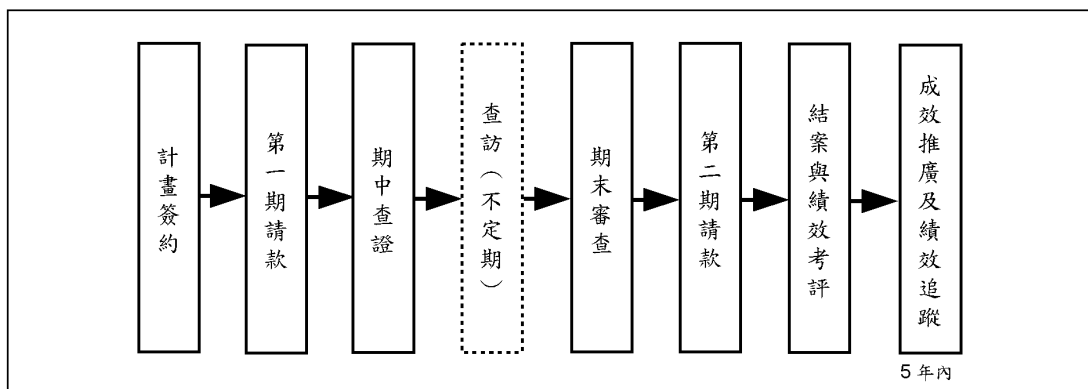 計畫簽約
第一期請款
期中查證
查訪（不定期）
期末審查
第二期請款
結案與績效考評
成效推廣及績效追蹤
5 年內